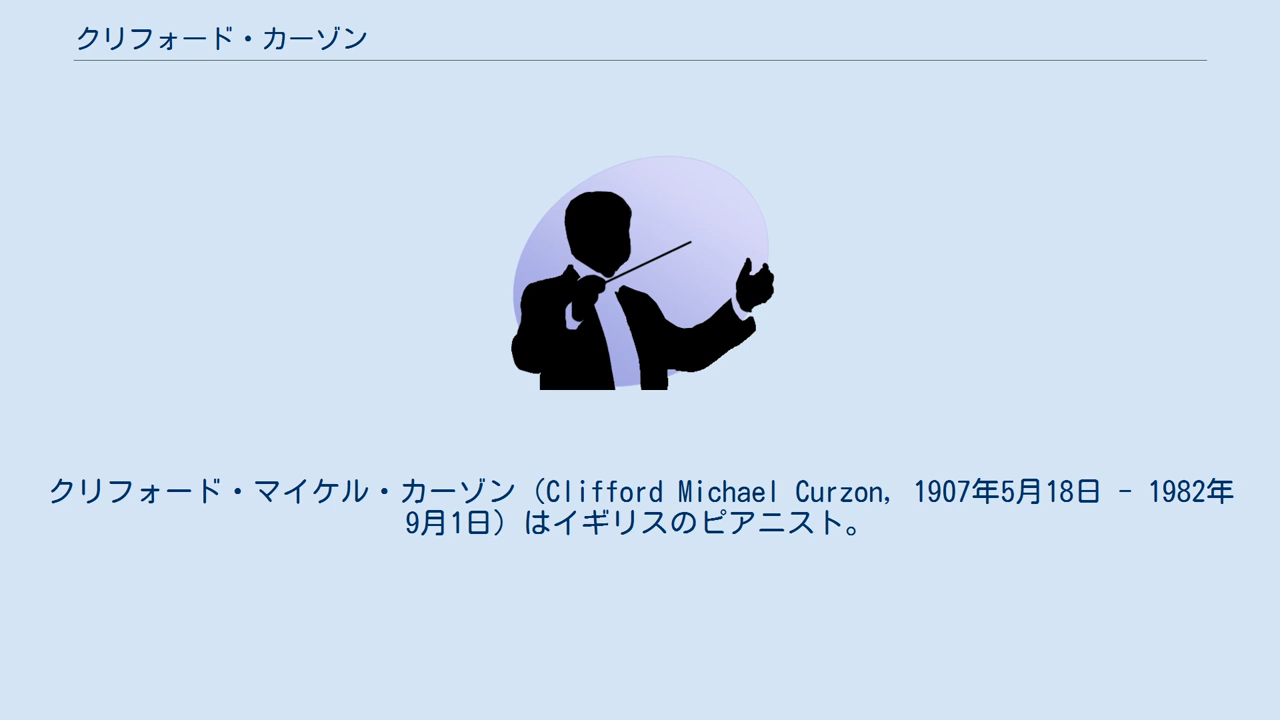 クリフォード・カーゾン
クリフォード・マイケル・カーゾン（Clifford Michael Curzon, 1907年5月18日 - 1982年
9月1日）はイギリスのピアニスト。